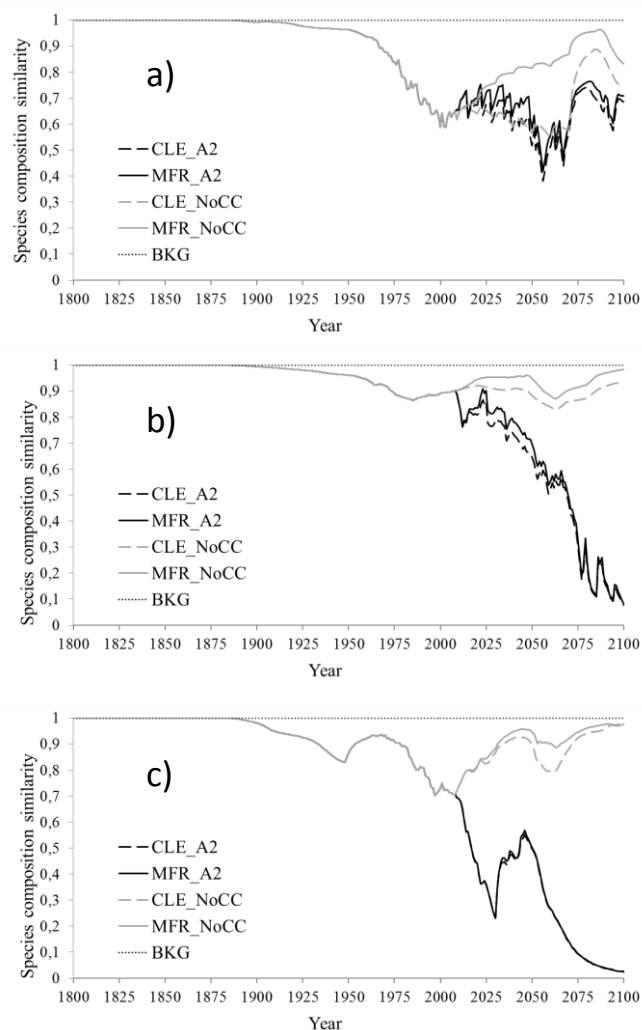 a)
Species composition similarity
1
0,9
0,8
0,7
0,6
0,5
0,4
0,3
0,2
0,1
0
CLE_A2
MFR_A2
CLE_NoCC
MFR_NoCC
BKG
1800 1825 1850 1875 1900 1925 1950 1975 2000 2025 2050 2075 2100
Year
b)
Species composition similarity
1
0,9
0,8
0,7
0,6
0,5
0,4
0,3
0,2
0,1
0
CLE_A2
MFR_A2
CLE_NoCC
MFR_NoCC
BKG
1800 1825 1850 1875 1900 1925 1950 1975 2000 2025 2050 2075 2100
Year
c)
Species composition similarity
1
0,9
0,8
0,7
0,6
0,5
0,4
0,3
0,2
0,1
0
CLE_A2
MFR_A2
CLE_NoCC
MFR_NoCC
BKG
1800 1825 1850 1875 1900 1925 1950 1975 2000 2025 2050 2075 2100
Year